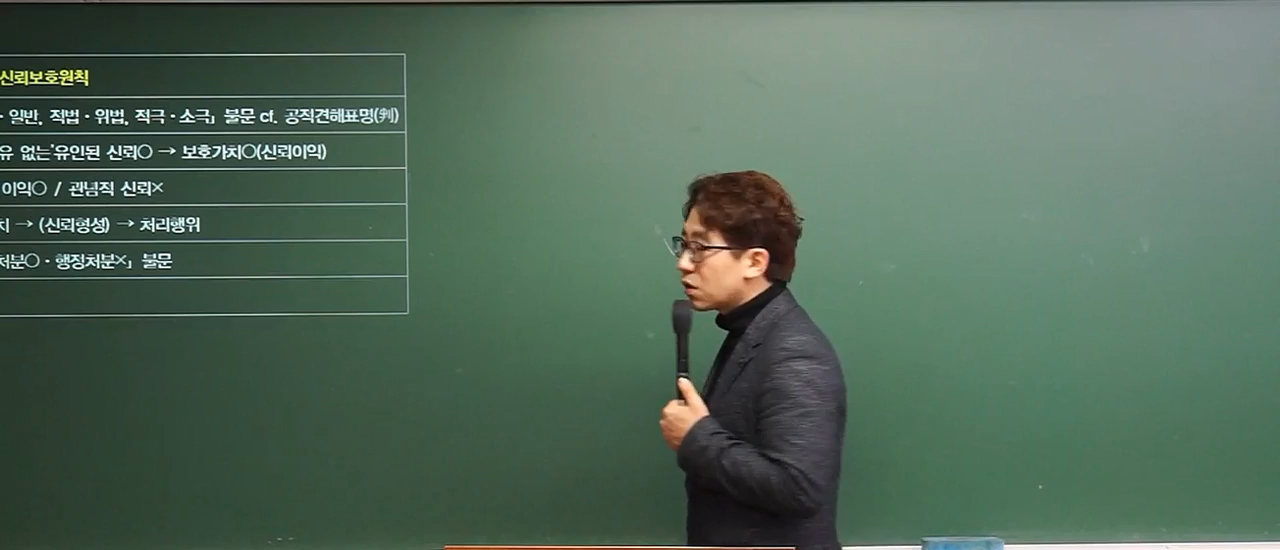 신뢰보호원칙
· 일반, 적법·위법, 적극·소극」 불문 cf. 공적견해표명(判)
유 없는'유인된 신뢰○ → 보호가치○(신뢰이익)
이익○ / 관념적 신뢰×
치 → (신뢰형성) → 처리행위
처분○·행정처분×」 불문